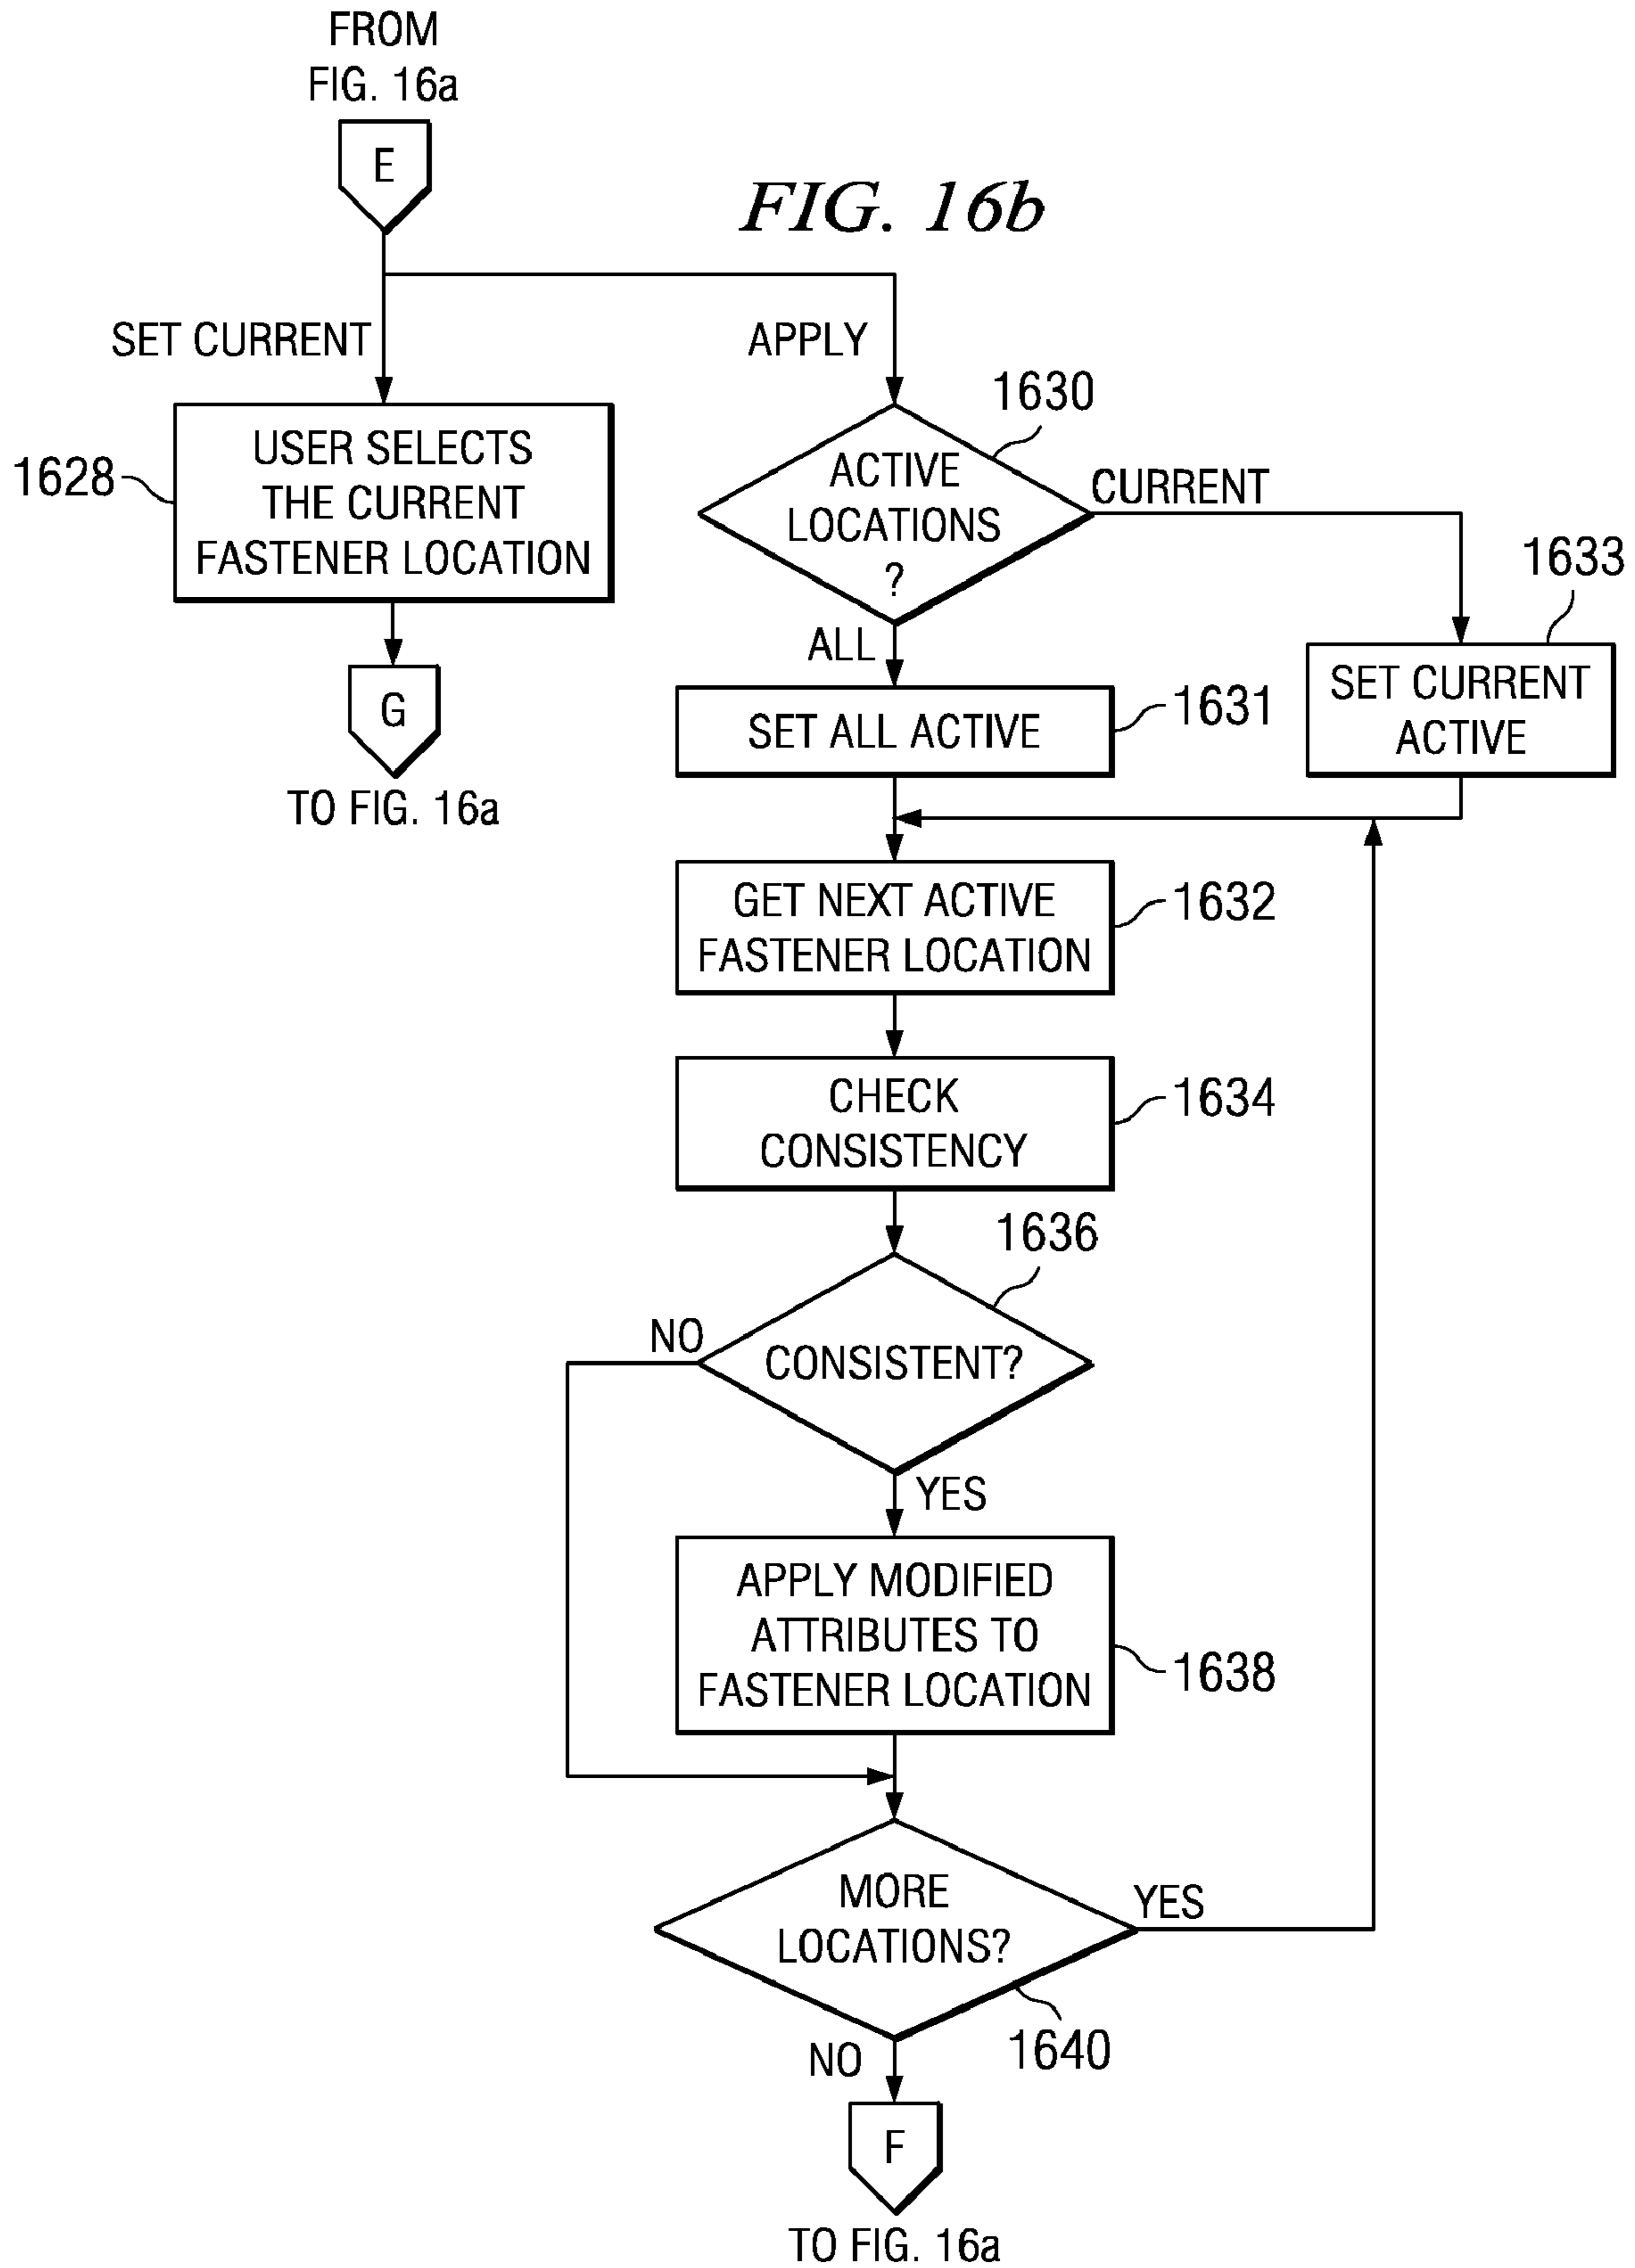 FROM
FIG. 16a
E
FIG. 16b
SET CURRENT
APPLY
1630
USER SELECTS
THE CURRENT
FASTENER LOCATION
1628
ACTIVE
LOCATIONS
?
CURRENT
1633
ALL
G
TO FIG. 16a
SET ALL ACTIVE
1631
SET CURRENT
ACTIVE
GET NEXT ACTIVE
FASTENER LOCATION
1632
CHECK
CONSISTENCY
1634
1636
NO
CONSISTENT?
YES
APPLY MODIFIED
ATTRIBUTES TO
FASTENER LOCATION
1638
MORE
LOCATIONS?
YES
1640
NO
F
TO FIG. 16a